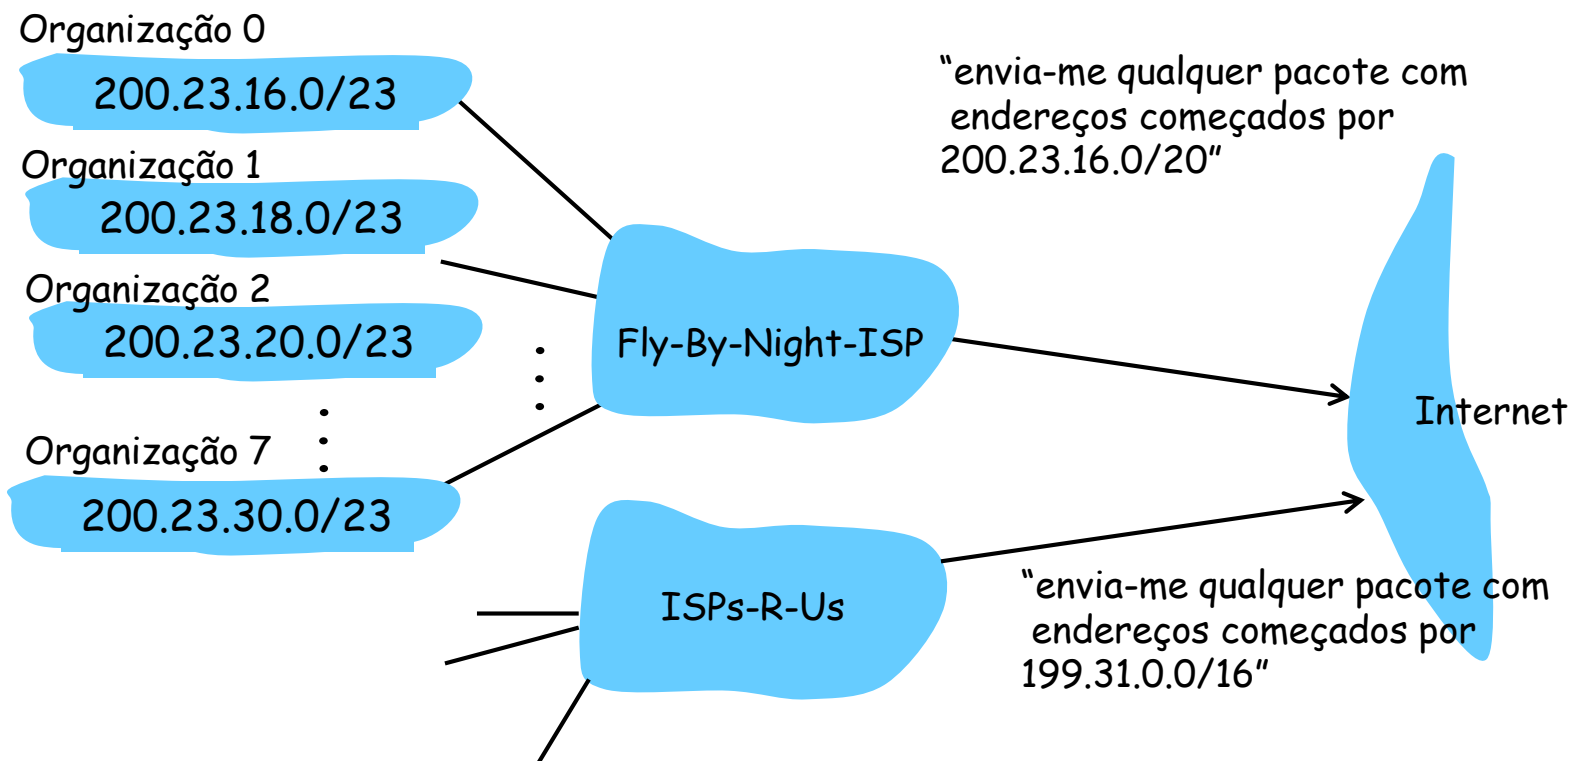 Organização 0
200.23.16.0/23
Organização 1
200.23.18.0/23
Organização 2
200.23.20.0/23
Organização 7
200.23.30.0/23
Fly-By-Night-ISP
ISPs-R-Us
“envia-me qualquer pacote com
endereços começados por
200.23.16.0/20”
Internet
“envia-me qualquer pacote com
endereços começados por
199.31.0.0/16”